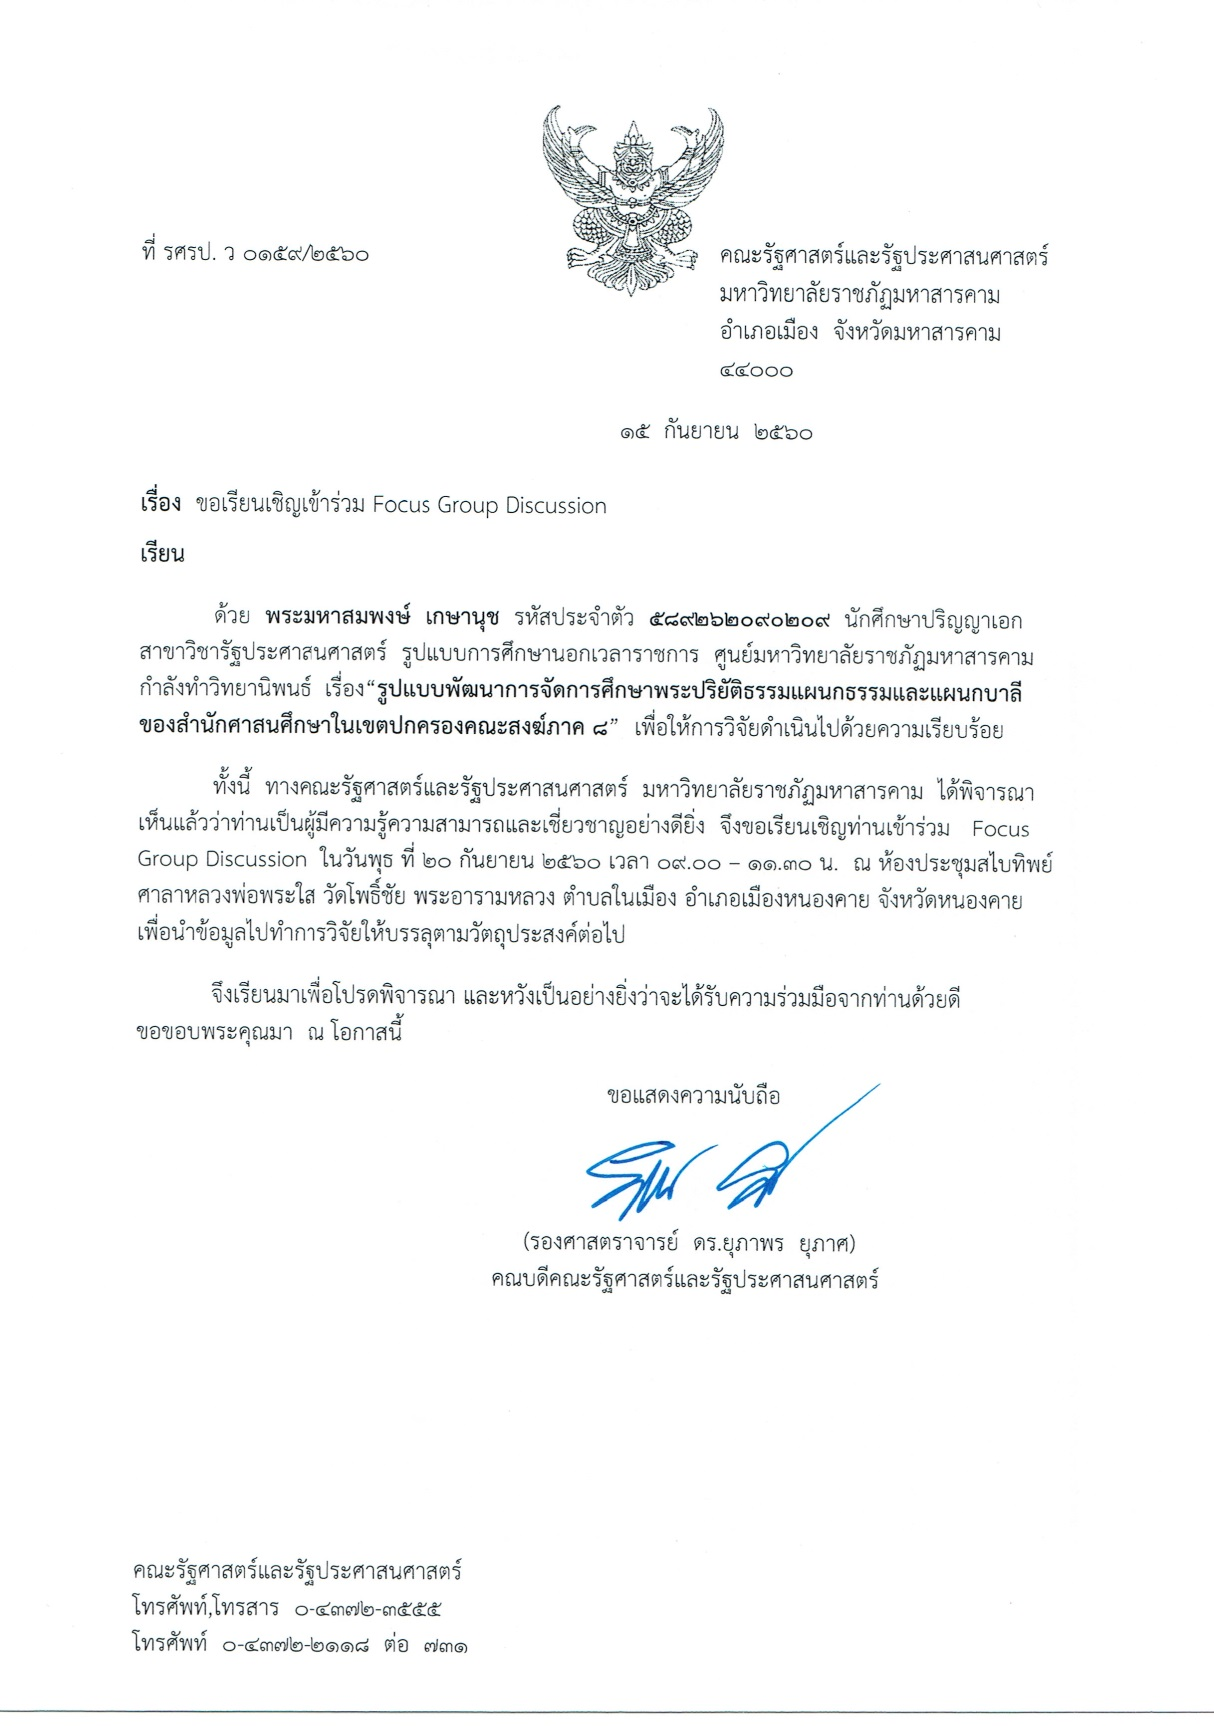 ที่ รศรป. ว ๐๑๕๙/๒๕๖๐
คณะรัฐศาสตร์และรัฐประศาสนศาสตร์
มหาวิทยาลัยราชภัฏมหาสารคาม
อำเภอเมือง จังหวัดมหาสารคาม
๔๔๐๐๐
๑๕ กันยายน ๒๕๖๐
เรื่อง ขอเรียนเชิญเข้าร่วม Focus Group Discussion
เรียน
ด้วย พระมหาสมพงษ์ เกษานุช รหัสประจำตัว ๕๘๙๒๖๒๐๙๐๒๐๙ นักศึกษาปริญญาเอก
สาขาวิชารัฐประศาสนศาสตร์ รูปแบบการศึกษานอกเวลาราชการ ศูนย์มหาวิทยาลัยราชภัฏมหาสารคาม
กำลังทำวิทยานิพนธ์ เรื่อง“รูปแบบพัฒนาการจัดการศึกษาพระปริยัติธรรมแผนกธรรมและแผนกบาลี
ของสำนักศาสนศึกษาในเขตปกครองคณะสงฆ์ภาค ๘” เพื่อให้การวิจัยดำเนินไปด้วยความเรียบร้อย
ทั้งนี้ ทางคณะรัฐศาสตร์และรัฐประศาสนศาสตร์ มหาวิทยาลัยราชภัฏมหาสารคาม ได้พิจารณา
เห็นแล้วว่าท่านเป็นผู้มีความรู้ความสามารถและเชี่ยวชาญอย่างดียิ่ง จึงขอเรียนเชิญท่านเข้าร่วม Focus
Group Discussion ในวันพุธ ที่ ๒๐ กันยายน ๒๕๖๐ เวลา ๐๙.๐๐ – ๑๑.๓๐ น. ณ ห้องประชุมสไบทิพย์
ศาลาหลวงพ่อพระใส วัดโพธิ์ชัย พระอารามหลวง ตำบลในเมือง อำเภอเมืองหนองคาย จังหวัดหนองคาย
เพื่อนำข้อมูลไปทำการวิจัยให้บรรลุตามวัตถุประสงค์ต่อไป
จึงเรียนมาเพื่อโปรดพิจารณา และหวังเป็นอย่างยิ่งว่าจะได้รับความร่วมมือจากท่านด้วยดี
ขอขอบพระคุณมา ณ โอกาสนี้
ขอแสดงความนับถือ
(รองศาสตราจารย์ ดร.ยุภาพร ยุภาศ)
คณบดีคณะรัฐศาสตร์และรัฐประศาสนศาสตร์
คณะรัฐศาสตร์และรัฐประศาสนศาสตร์
โทรศัพท์,โทรสาร ๐-๔๓๗๒-๓๕๕๕
โทรศัพท์ ๐-๔๓๗๒-๒๑๑๘ ต่อ ๗๓๑